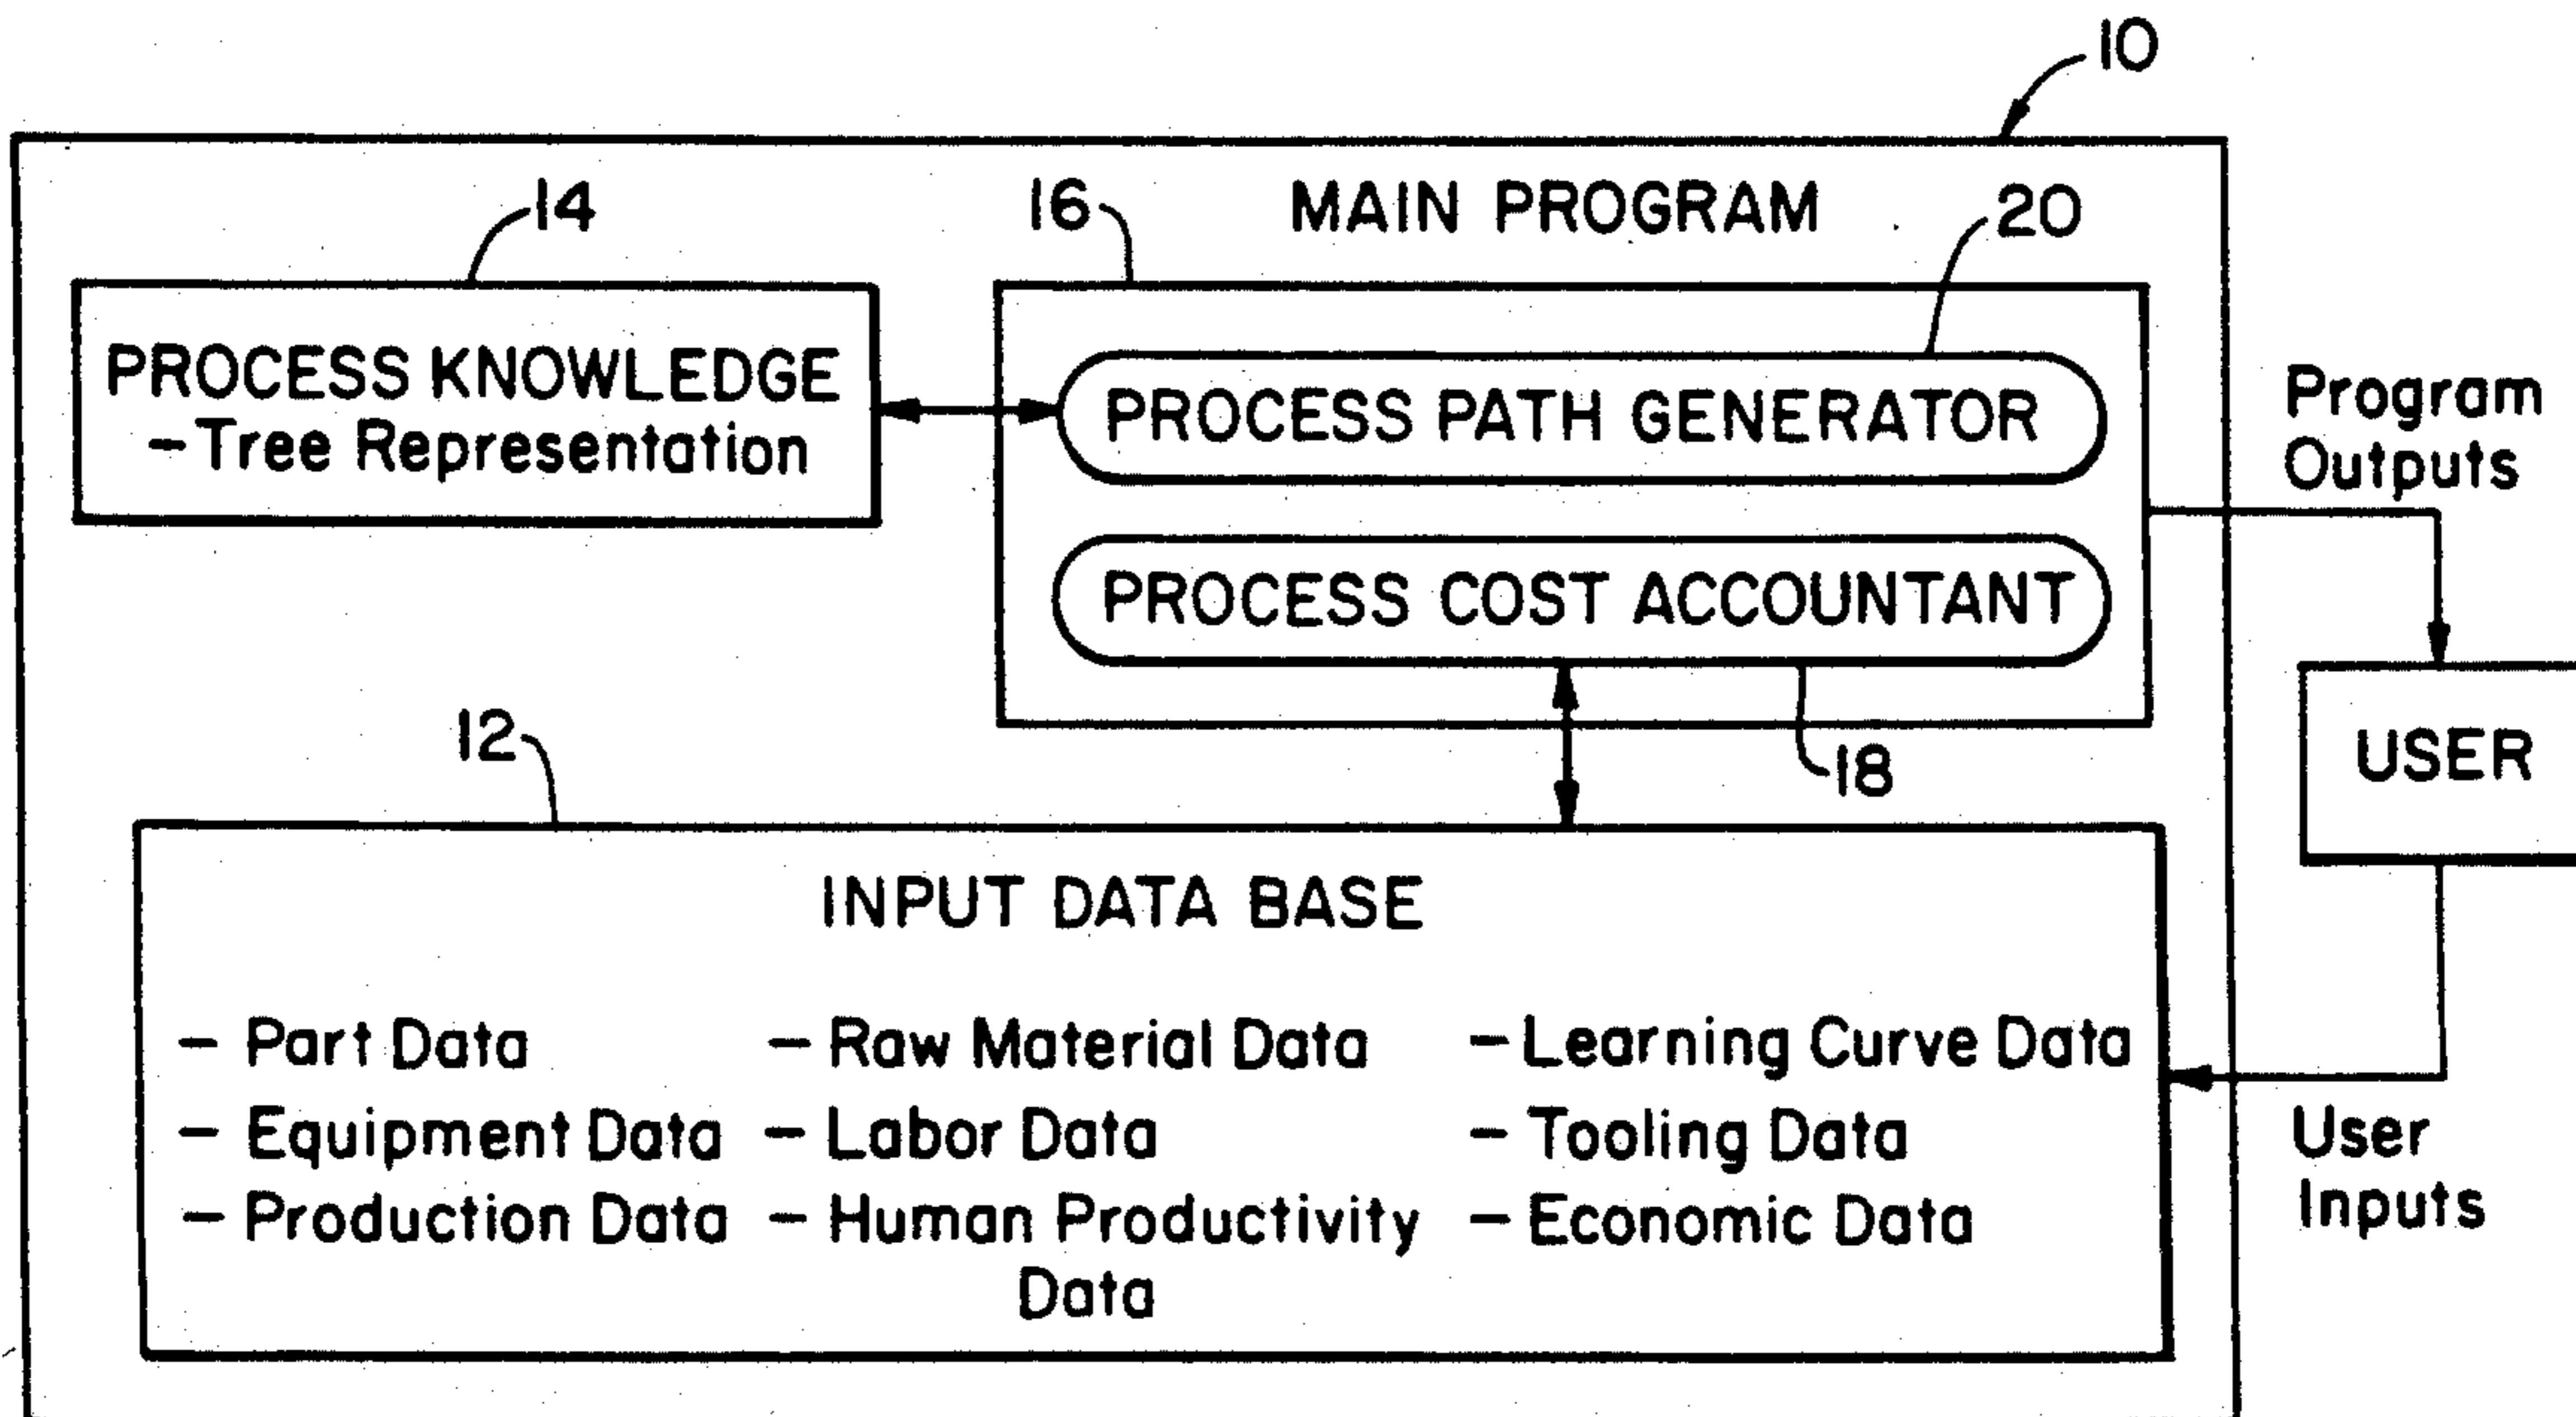 10
14
16
MAIN PROGRAM
20
PROCESS KNOWLEDGE
- Tree Representation
PROCESS PATH GENERATOR
Program
Outputs
PROCESS COST ACCOUNTANT
12
18
USER
INPUT DATA BASE
- Part Data
- Raw Material Data
- Learning Curve Data
- Equipment Data
- Labor Data
- Tooling Data
- Production Data
- Human Productivity
Data
- Economic Data
User
Inputs